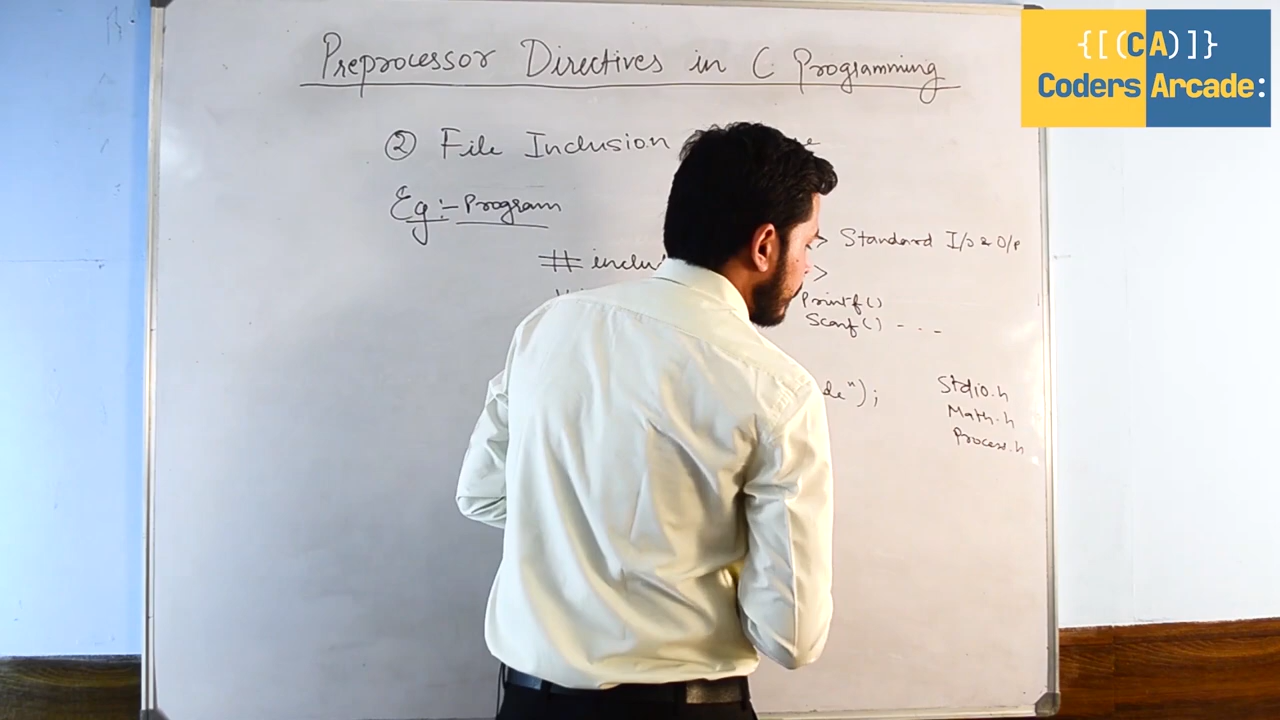 Preprocessor Directives in C Programming
{[(CA)]}
Coders Arcade:
② File Inclusion
Eg:- Program
> Standard I/O & O/P
# inclu
>
Printf()
Scanf() - - -
de");
Stdio.h
Math.h
Process.h